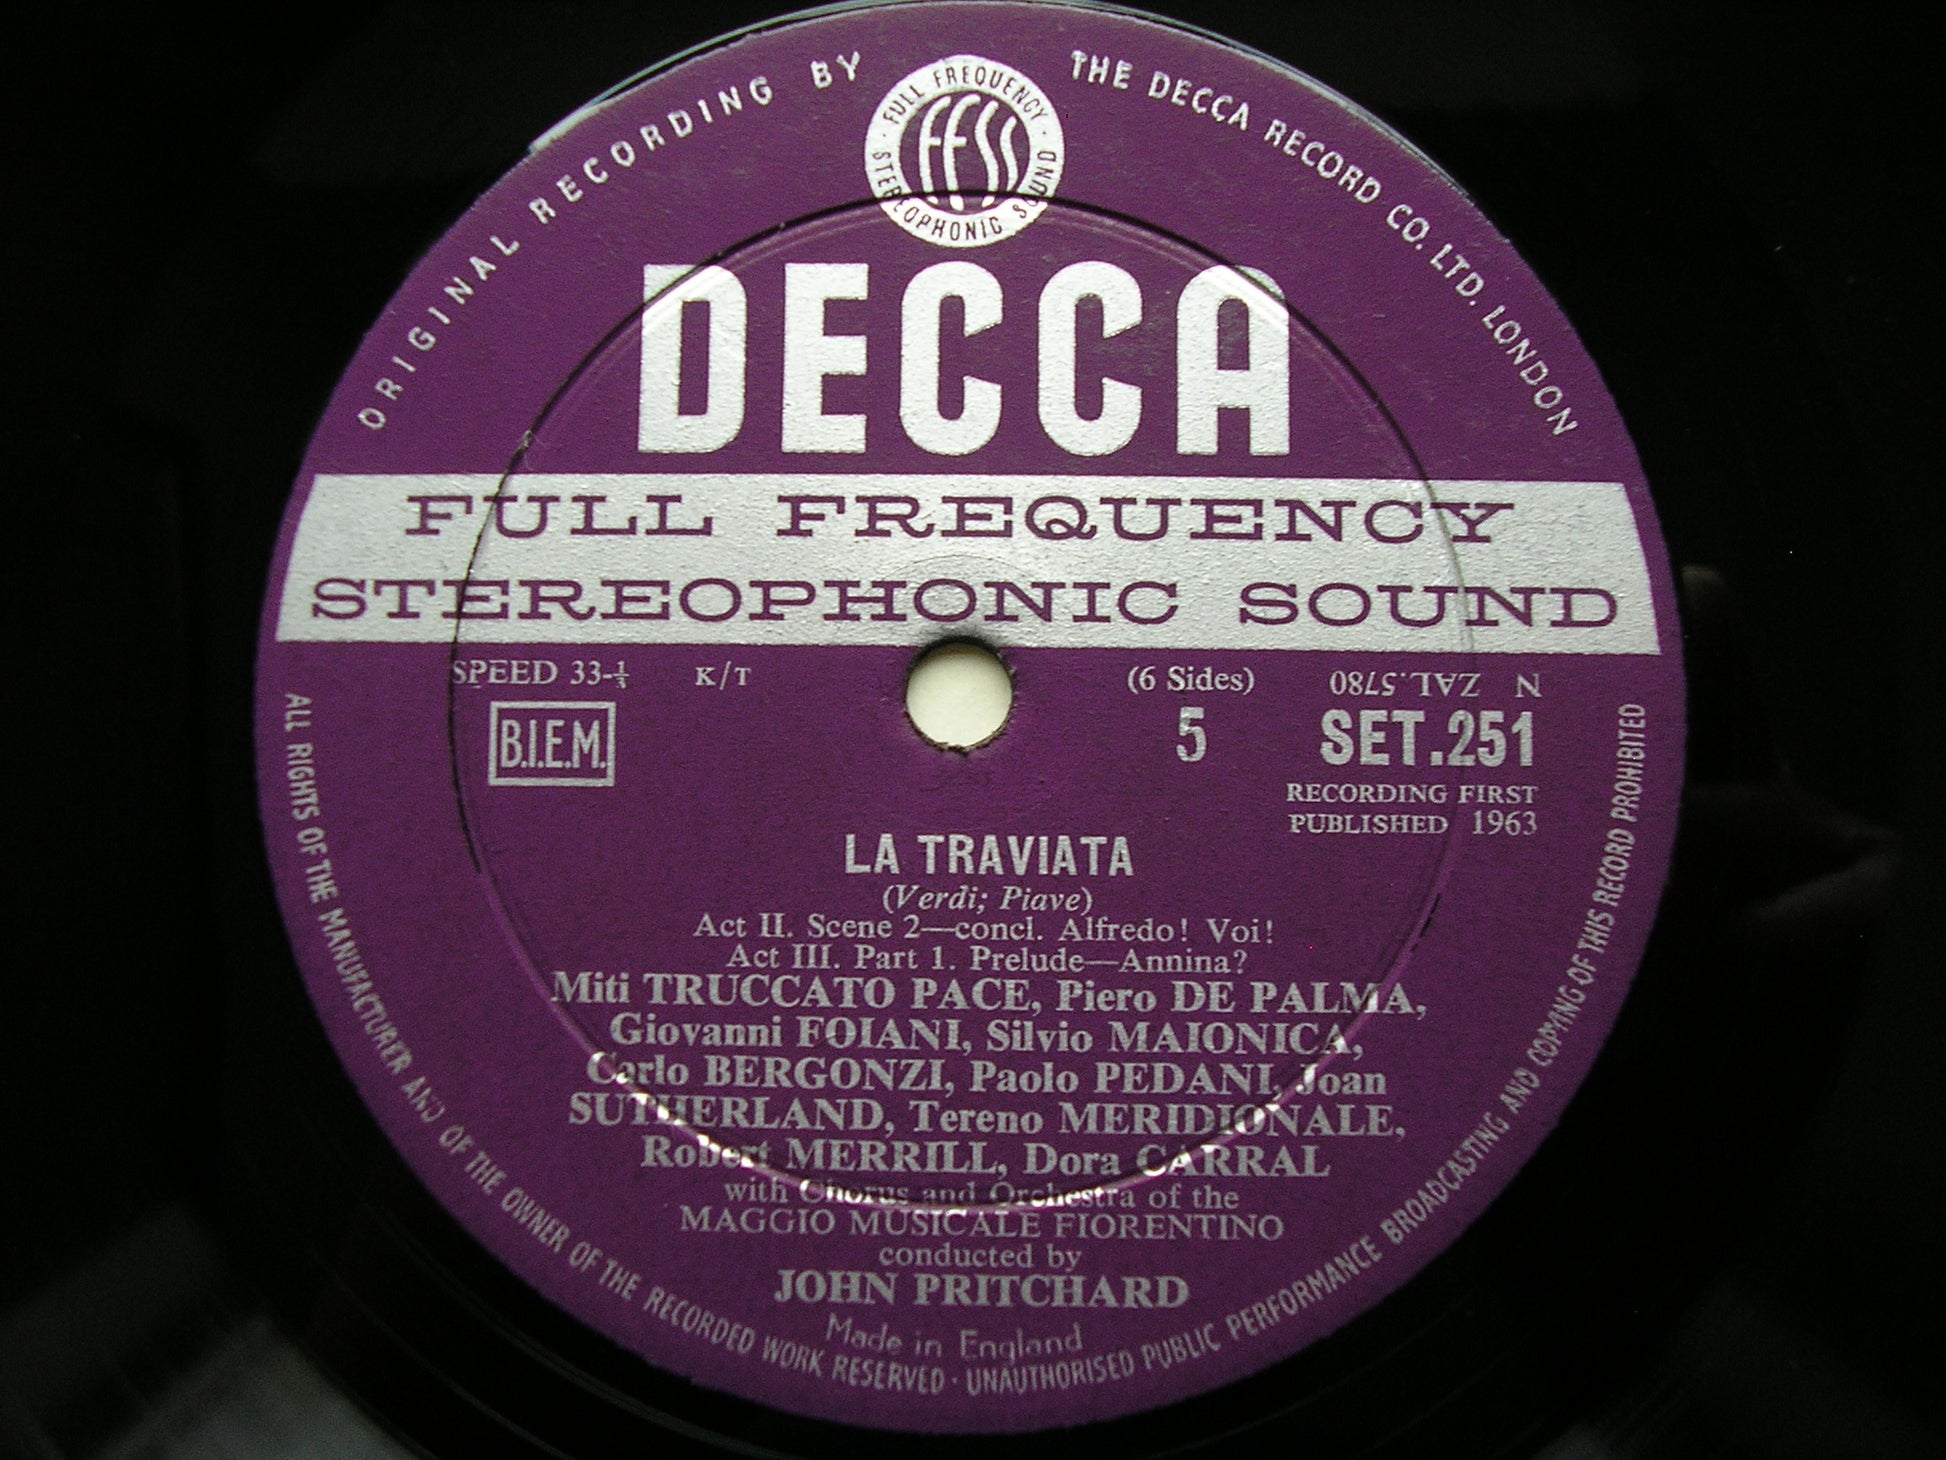 ORIGINAL RECORDING BY THE DECCA RECORD CO. LTD. LONDON
FULL FREQUENCY STEREOPHONIC SOUND
FFSS
DECCA
FULL FREQUENCY
STEREOPHONIC SOUND
SPEED 33-⅓ K/T (6 Sides) N ZAL.5780
B.I.E.M. 5 SET.251
RECORDING FIRST
PUBLISHED 1963
LA TRAVIATA
(Verdi; Piave)
Act II. Scene 2—concl. Alfredo! Voi!
Act III. Part 1. Prelude—Annina?
Miti TRUCCATO PACE, Piero DE PALMA,
Giovanni FOIANI, Silvio MAIONICA,
Carlo BERGONZI, Paolo PEDANI, Joan
SUTHERLAND, Tereno MERIDIONALE,
Robert MERRILL, Dora CARRAL
with Chorus and Orchestra of the
MAGGIO MUSICALE FIORENTINO
conducted by
JOHN PRITCHARD
Made in England
ALL RIGHTS OF THE MANUFACTURER AND OF THE OWNER OF THE RECORDED WORK RESERVED · UNAUTHORISED PUBLIC PERFORMANCE BROADCASTING AND COPYING OF THIS RECORD PROHIBITED